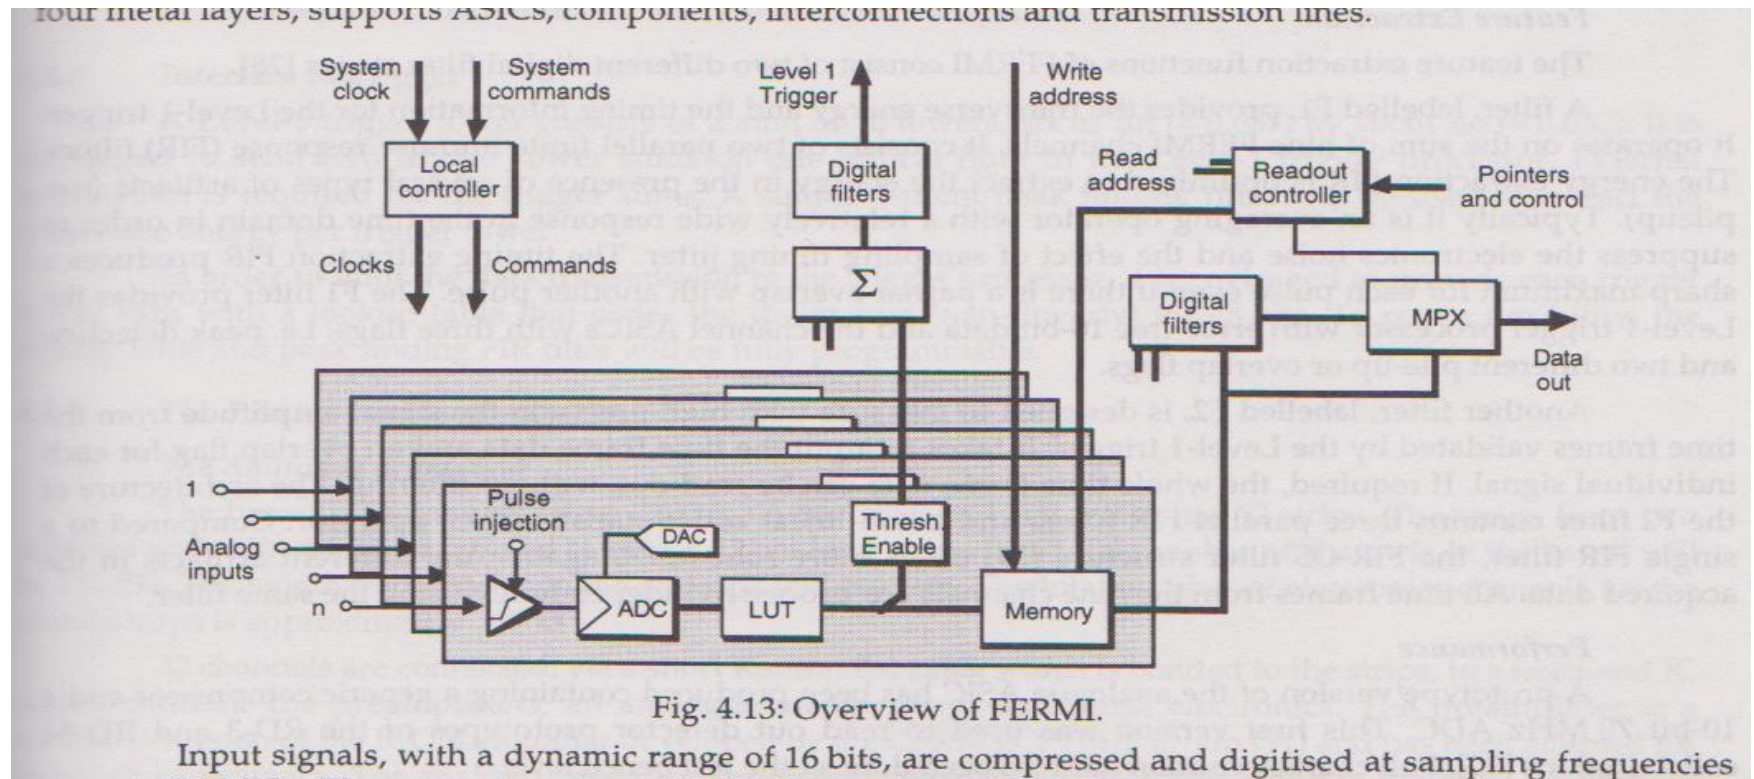 four metal layers, supports ASICs, components, interconnections and transmission lines.
System
clock
System
commands
Level 1
Trigger
Write
address
Local
controller
Digital
filters
Read
address
Readout
controller
Pointers
and control
Clocks
Commands
Σ
Digital
filters
MPX
Data
out
1
Analog
inputs
n
Pulse
injection
DAC
Thresh.
Enable
ADC
LUT
Memory
Fig. 4.13: Overview of FERMI.
Input signals, with a dynamic range of 16 bits, are compressed and digitised at sampling frequencies